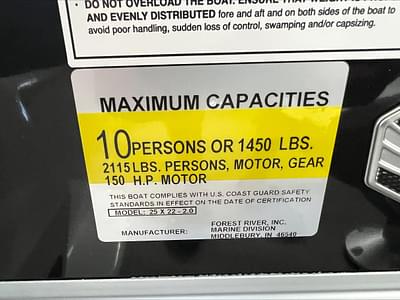 • DO NOT OVERLOAD THE BOAT. ENSURE THAT WEIGHT IS
AND EVENLY DISTRIBUTED fore and aft and on both sides of the boat to
avoid poor handling, sudden loss of control, swamping and/or capsizing.
MAXIMUM CAPACITIES
10 PERSONS OR 1450 LBS.
2115 LBS. PERSONS, MOTOR, GEAR
150 H.P. MOTOR
THIS BOAT COMPLIES WITH U.S. COAST GUARD SAFETY
STANDARDS IN EFFECT ON THE DATE OF CERTIFICATION
MODEL: 25 X 22 - 2.0
FOREST RIVER, INC.
MARINE DIVISION
MANUFACTURER: MIDDLEBURY, IN 46540